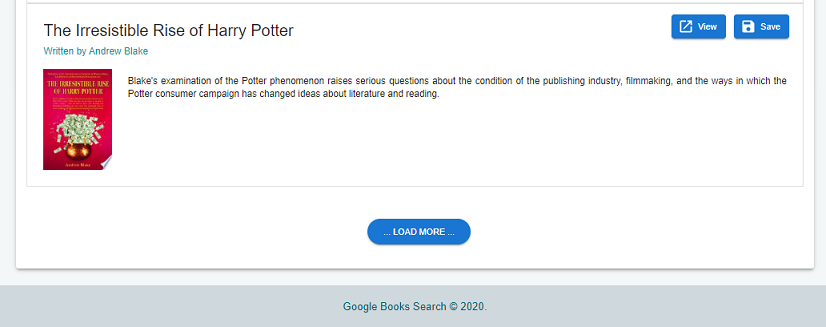 The Irresistible Rise of Harry Potter
View
Save
Written by Andrew Blake
THE IRRESISTIBLE RISE
OF HARRY POTTER
Andrew Blake
Blake's examination of the Potter phenomenon raises serious questions about the condition of the publishing industry, filmmaking, and the ways in which the
Potter consumer campaign has changed ideas about literature and reading.
... LOAD MORE ...
Google Books Search © 2020.